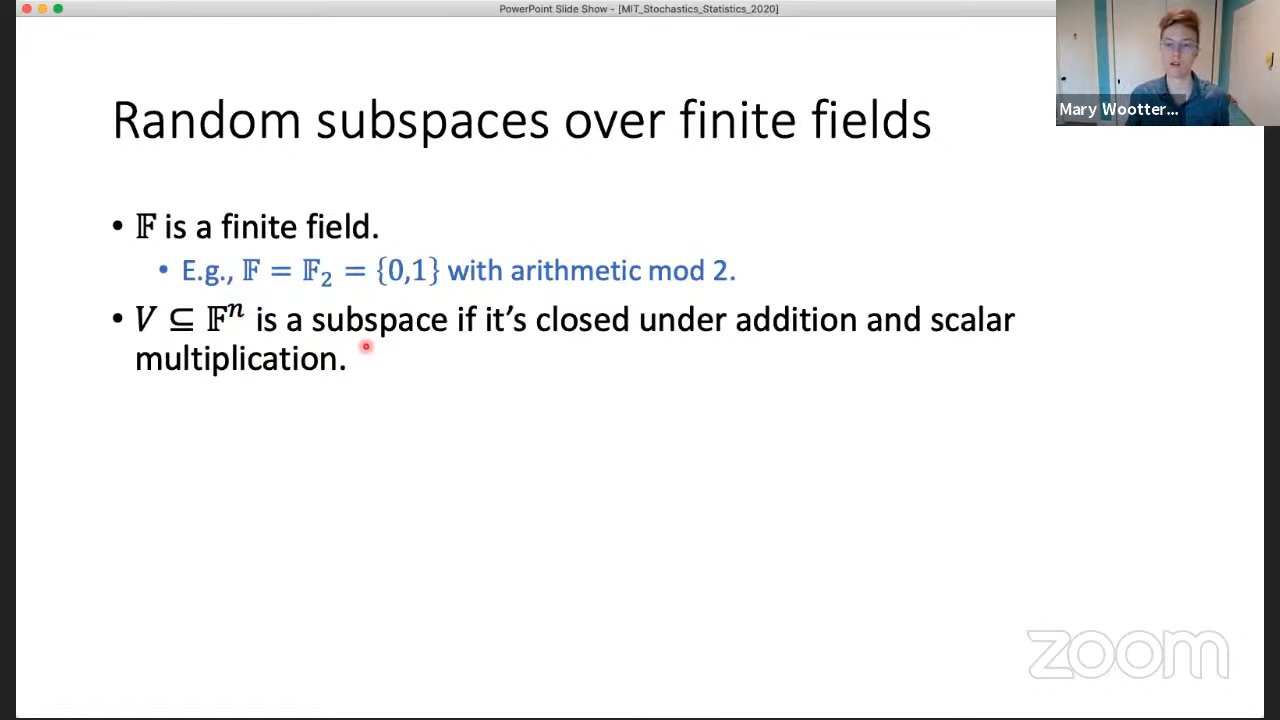 PowerPoint Slide Show - [MIT_Stochastics_Statistics_2020]
Mary Wootter...
Random subspaces over finite fields
• 𝔽 is a finite field.
• E.g., 𝔽 = 𝔽₂ = {0,1} with arithmetic mod 2.
• V ⊆ 𝔽ⁿ is a subspace if it’s closed under addition and scalar
multiplication.
zoom